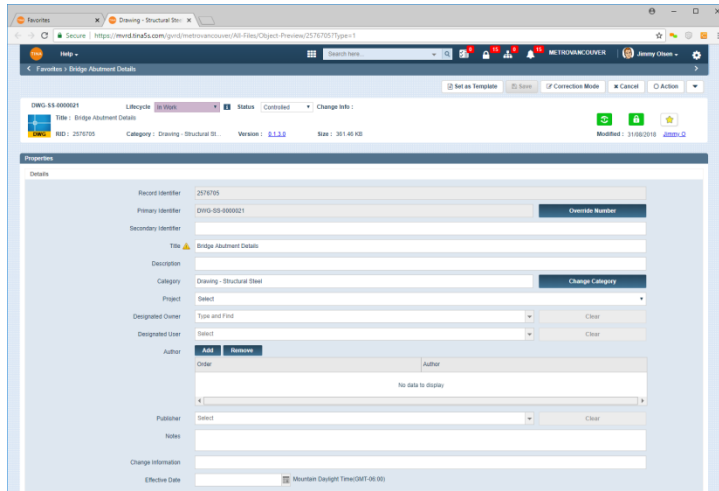 Favorites
Drawing - Structural Stee
Secure | https://mvrd.tina5s.com/gvrd/metrovancouver/All-Files/Object-Preview/2576705?Type=1
tina
Help
Search here...
9 15 0 15
METROVANCOUVER
Jimmy Olsen
< Favorites > Bridge Abutment Details
Set as Template
Save
Correction Mode
Cancel
Action
DWG-SS-0000021
Lifecycle In Work
Status Controlled
Change Info :
Title : Bridge Abutment Details
DWG
RID : 2576705
Category : Drawing - Structural St...
Version : 0.1.3.0
Size : 361.46 KB
Modified : 31/08/2018 Jimmy O
Properties
Details
Record Identifier 2576705
Primary Identifier DWG-SS-0000021 Override Number
Secondary Identifier
Title Bridge Abutment Details
Description
Category Drawing - Structural Steel Change Category
Project Select
Designated Owner Type and Find Clear
Designated User Select Clear
Author Add Remove
Order Author
No data to display
Publisher Select Clear
Notes
Change Information
Effective Date Mountain Daylight Time(GMT-06:00)